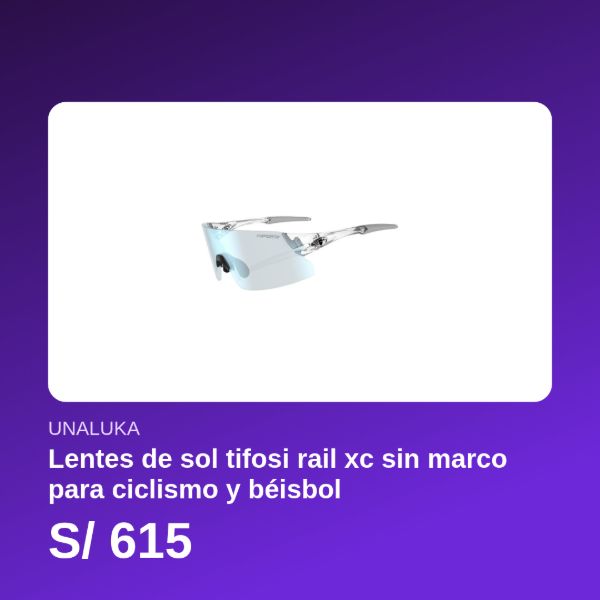 UNALUKA
Lentes de sol tifosi rail xc sin marco
para ciclismo y béisbol
S/ 615